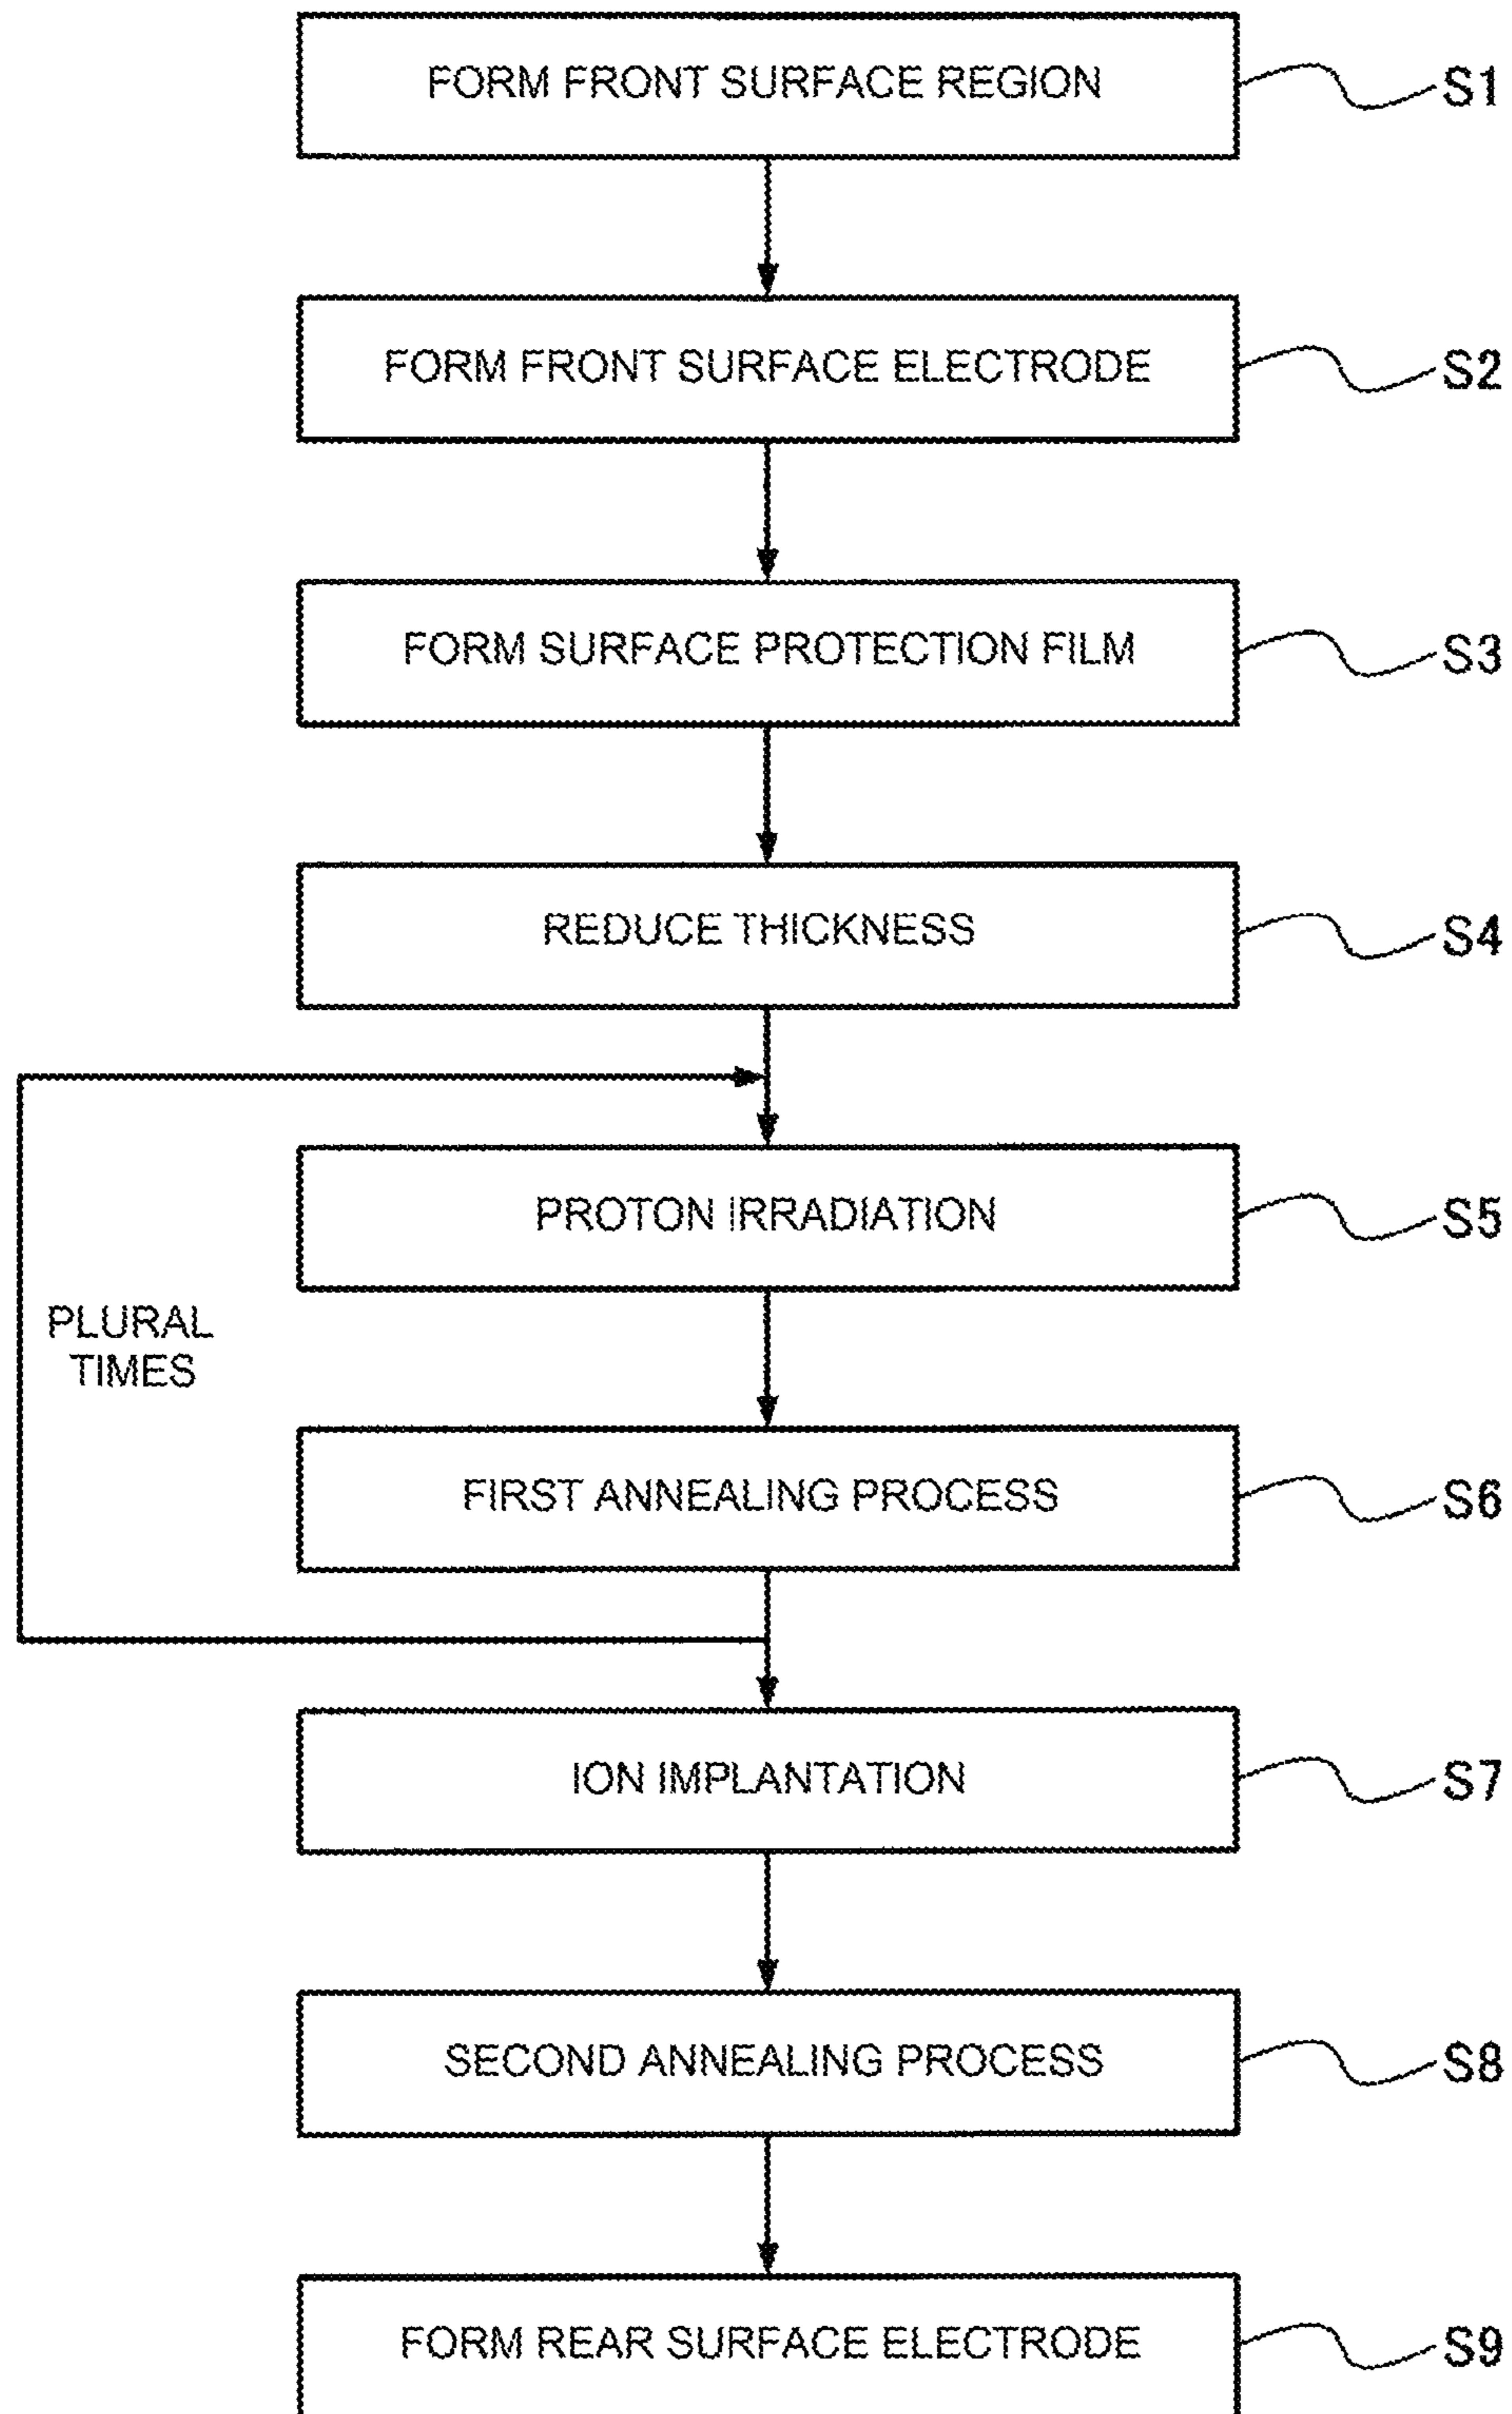 FORM FRONT SURFACE REGION
S1
FORM FRONT SURFACE ELECTRODE
S2
FORM SURFACE PROTECTION FILM
S3
REDUCE THICKNESS
S4
PROTON IRRADIATION
S5
PLURAL
TIMES
FIRST ANNEALING PROCESS
S6
ION IMPLANTATION
S7
SECOND ANNEALING PROCESS
S8
FORM REAR SURFACE ELECTRODE
S9